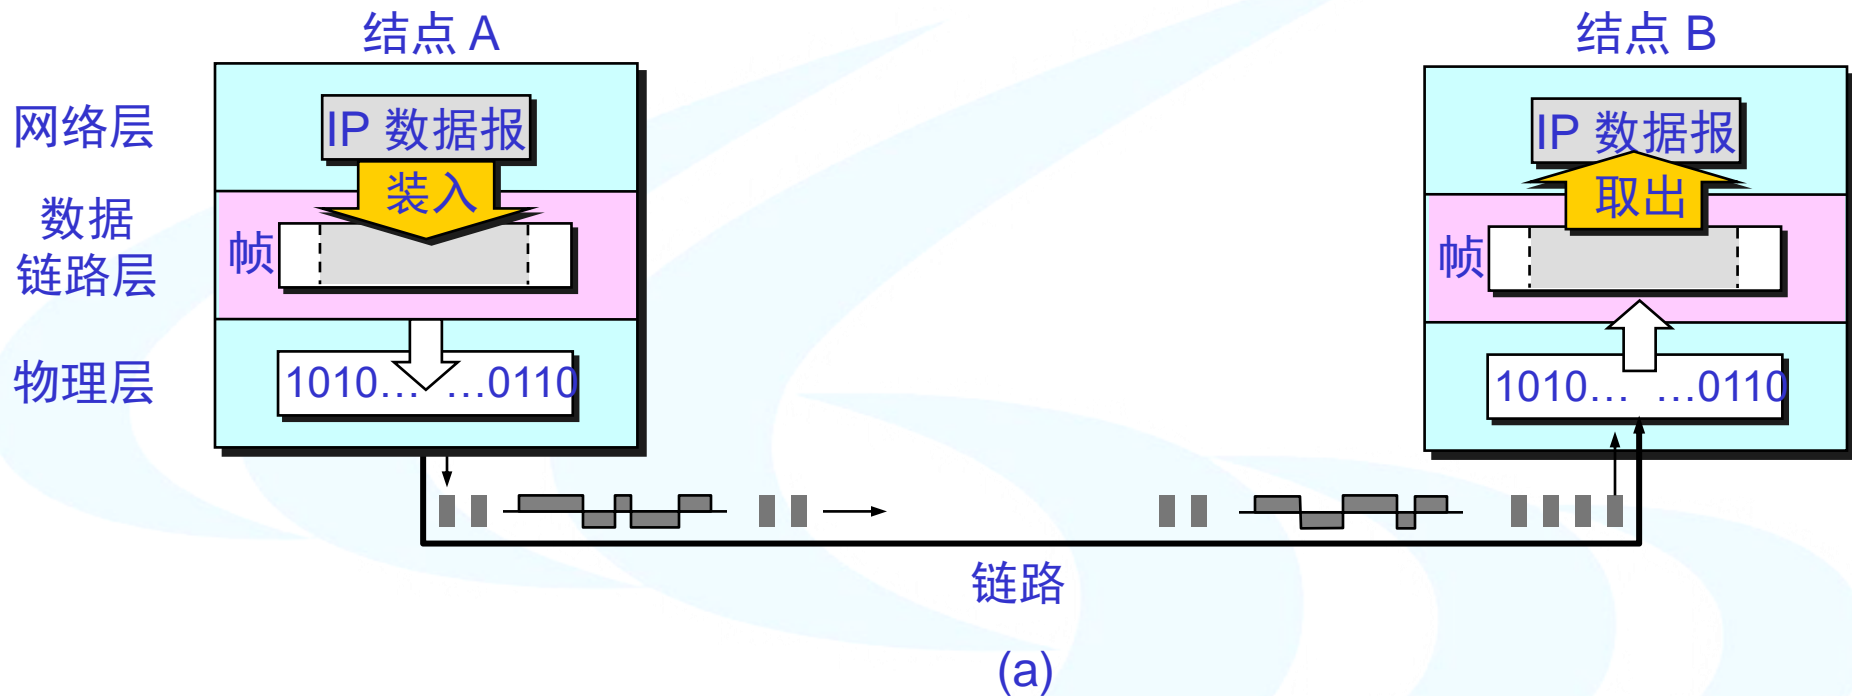 结点 A
结点 B
网络层
IP 数据报
IP 数据报
装入
取出
数据
链路层
帧
帧
物理层
1010… …0110
1010… …0110
链路
(a)